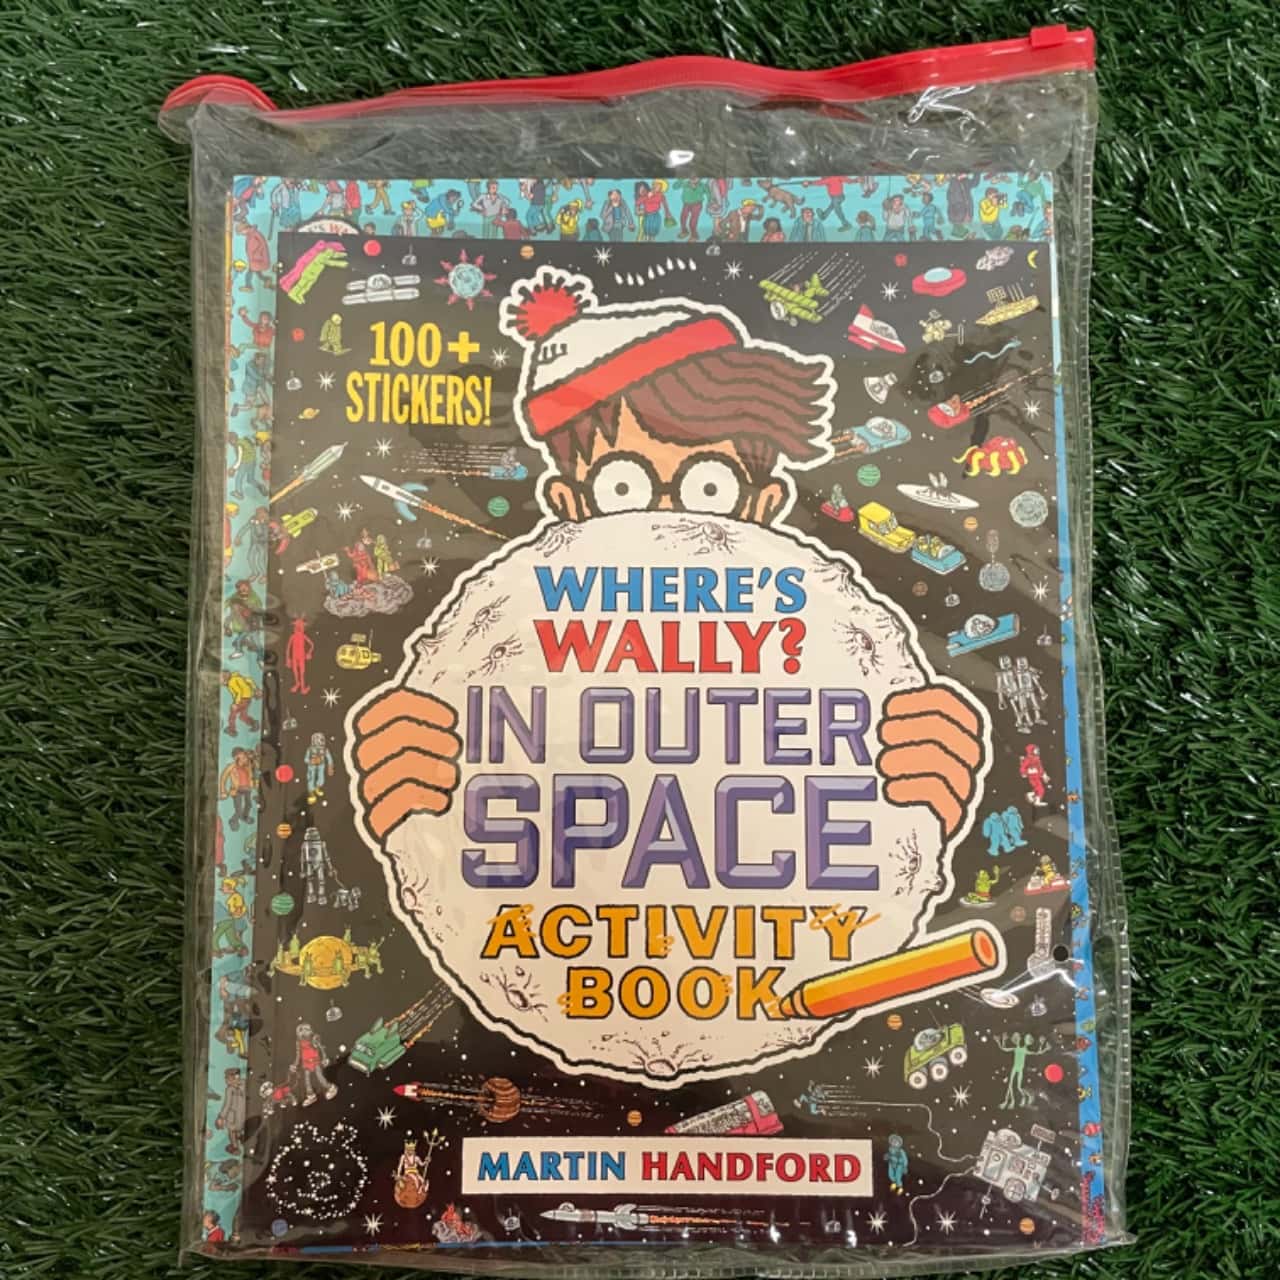 100+
STICKERS!
WHERE'S
WALLY?
IN OUTER
SPACE
ACTIVITY
BOOK
MARTIN HANDFORD